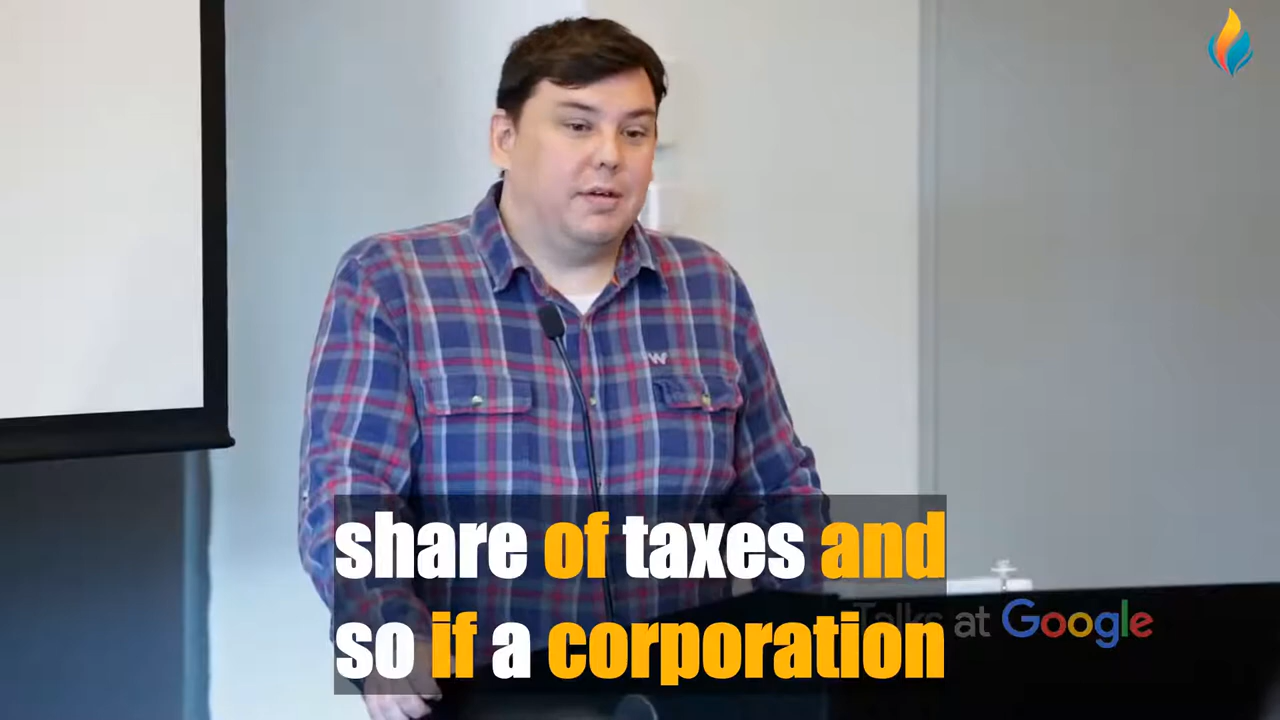 share of taxes and
so if a corporation
Talks at Google
W